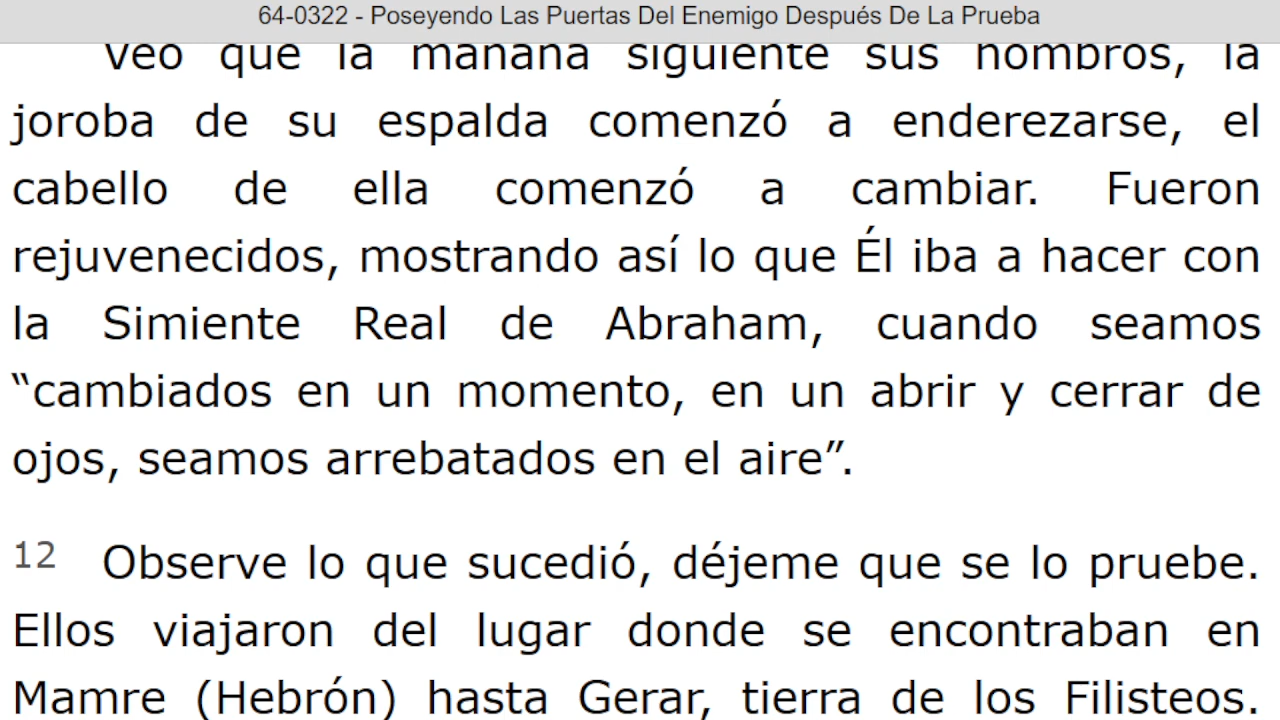 64-0322 - Poseyendo Las Puertas Del Enemigo Después De La Prueba
Veo que la mañana siguiente sus hombros, la
joroba de su espalda comenzó a enderezarse, el
cabello de ella comenzó a cambiar. Fueron
rejuvenecidos, mostrando así lo que Él iba a hacer con
la Simiente Real de Abraham, cuando seamos
“cambiados en un momento, en un abrir y cerrar de
ojos, seamos arrebatados en el aire”.
12 Observe lo que sucedió, déjeme que se lo pruebe.
Ellos viajaron del lugar donde se encontraban en
Mamre (Hebrón) hasta Gerar, tierra de los Filisteos.